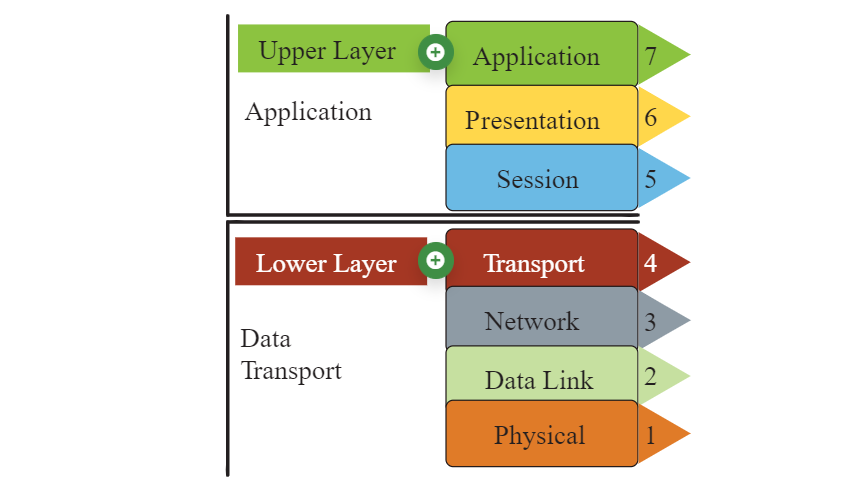 Upper Layer
Application
7
Application
Presentation
6
Session
5
Lower Layer
Transport
4
Network
3
Data
Transport
Data Link
2
Physical
1